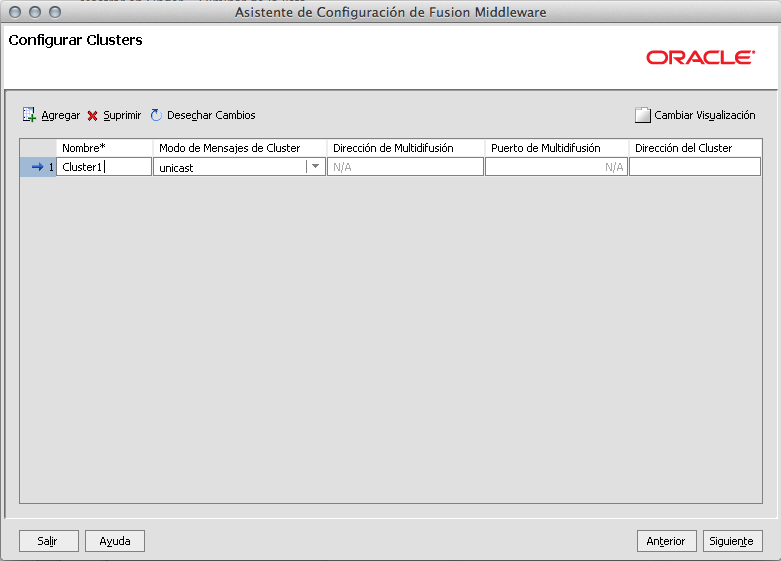 Asistente de Configuración de Fusion Middleware
Configurar Clusters
ORACLE
Agregar Suprimir Desechar Cambios Cambiar Visualización
Nombre* Modo de Mensajes de Cluster Dirección de Multidifusión Puerto de Multidifusión Dirección del Cluster
1 Cluster1 unicast N/A N/A
Salir Ayuda Anterior Siguiente